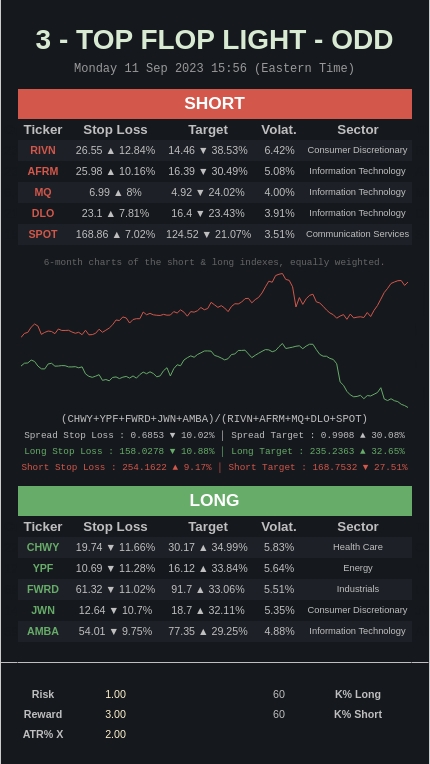 3 - TOP FLOP LIGHT - ODD
Monday 11 Sep 2023 15:56 (Eastern Time)
SHORT
Ticker Stop Loss Target Volat. Sector
RIVN 26.55 ▲ 12.84% 14.46 ▼ 38.53% 6.42% Consumer Discretionary
AFRM 25.98 ▲ 10.16% 16.39 ▼ 30.49% 5.08% Information Technology
MQ 6.99 ▲ 8% 4.92 ▼ 24.02% 4.00% Information Technology
DLO 23.1 ▲ 7.81% 16.4 ▼ 23.43% 3.91% Information Technology
SPOT 168.86 ▲ 7.02% 124.52 ▼ 21.07% 3.51% Communication Services
6-month charts of the short & long indexes, equally weighted.
(CHWY+YPF+FWRD+JWN+AMBA)/(RIVN+AFRM+MQ+DLO+SPOT)
Spread Stop Loss : 0.6853 ▼ 10.02% | Spread Target : 0.9908 ▲ 30.08%
Long Stop Loss : 158.0278 ▼ 10.88% | Long Target : 235.2363 ▲ 32.65%
Short Stop Loss : 254.1622 ▲ 9.17% | Short Target : 168.7532 ▼ 27.51%
LONG
Ticker Stop Loss Target Volat. Sector
CHWY 19.74 ▼ 11.66% 30.17 ▲ 34.99% 5.83% Health Care
YPF 10.69 ▼ 11.28% 16.12 ▲ 33.84% 5.64% Energy
FWRD 61.32 ▼ 11.02% 91.7 ▲ 33.06% 5.51% Industrials
JWN 12.64 ▼ 10.7% 18.7 ▲ 32.11% 5.35% Consumer Discretionary
AMBA 54.01 ▼ 9.75% 77.35 ▲ 29.25% 4.88% Information Technology
Risk 1.00 60 K% Long
Reward 3.00 60 K% Short
ATR% X 2.00